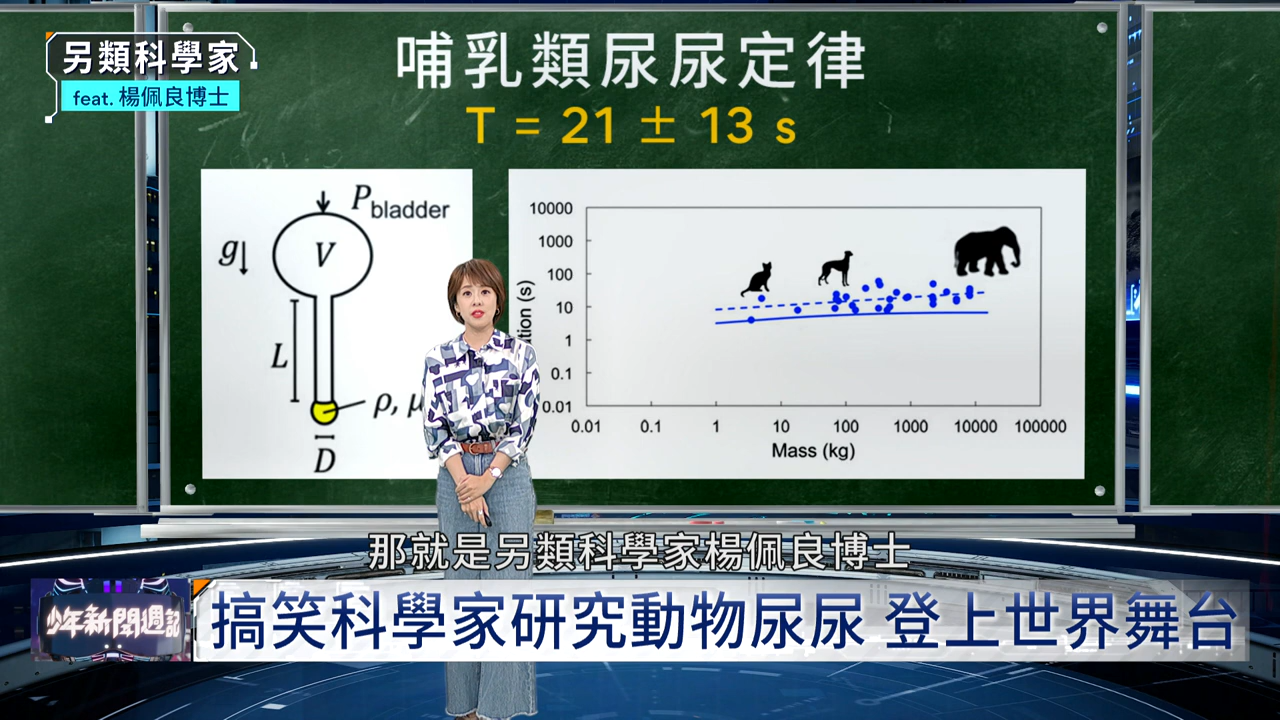 另類科學家
feat. 楊佩良博士
哺乳類尿尿定律
T = 21 ± 13 s
P bladder
g
V
L
ρ, μ
D
10000
1000
100
10
1
0.1
0.01
tion (s)
0.01 0.1 1 10 100 1000 10000 100000
Mass (kg)
那就是另類科學家楊佩良博士
少年新聞週記
搞笑科學家研究動物尿尿 登上世界舞台